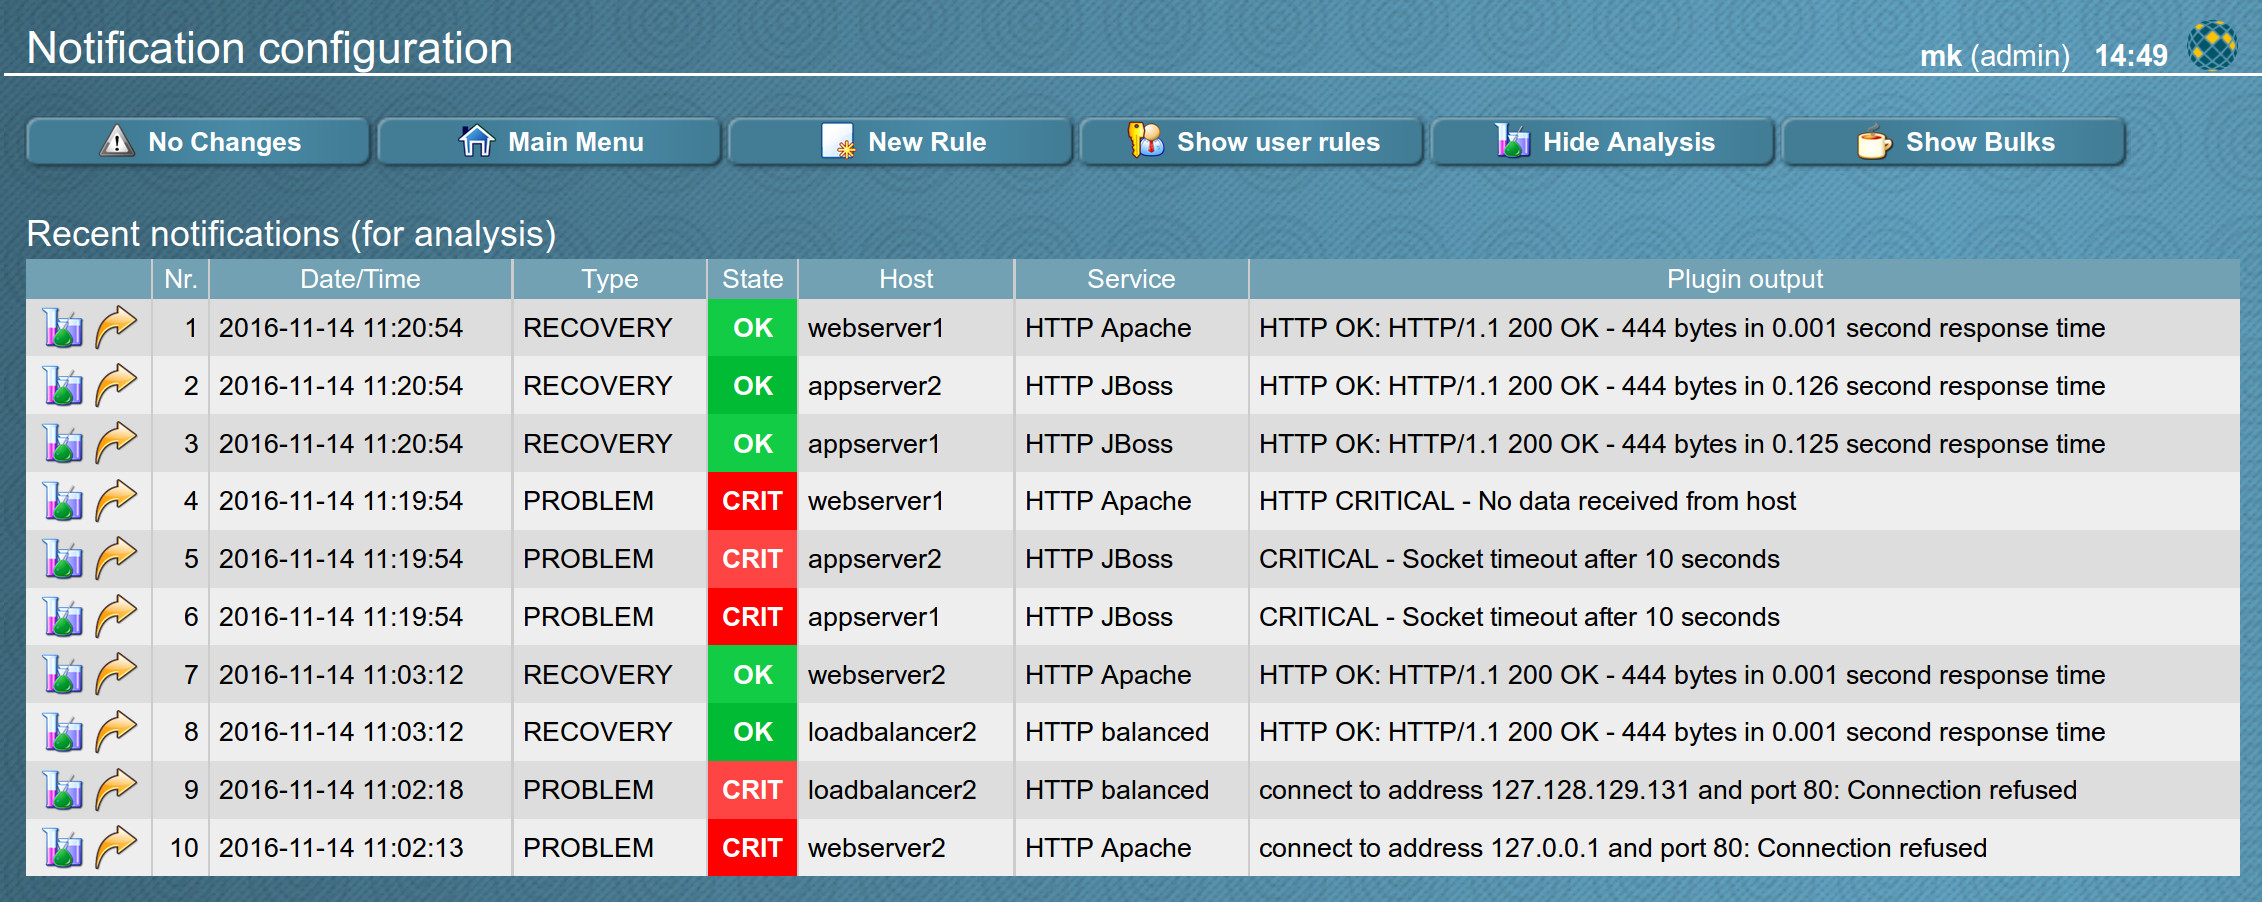 Notification configuration
mk (admin) 14:49
No Changes Main Menu New Rule Show user rules Hide Analysis Show Bulks
Recent notifications (for analysis)
Nr. Date/Time Type State Host Service Plugin output
1 2016-11-14 11:20:54 RECOVERY OK webserver1 HTTP Apache HTTP OK: HTTP/1.1 200 OK - 444 bytes in 0.001 second response time
2 2016-11-14 11:20:54 RECOVERY OK appserver2 HTTP JBoss HTTP OK: HTTP/1.1 200 OK - 444 bytes in 0.126 second response time
3 2016-11-14 11:20:54 RECOVERY OK appserver1 HTTP JBoss HTTP OK: HTTP/1.1 200 OK - 444 bytes in 0.125 second response time
4 2016-11-14 11:19:54 PROBLEM CRIT webserver1 HTTP Apache HTTP CRITICAL - No data received from host
5 2016-11-14 11:19:54 PROBLEM CRIT appserver2 HTTP JBoss CRITICAL - Socket timeout after 10 seconds
6 2016-11-14 11:19:54 PROBLEM CRIT appserver1 HTTP JBoss CRITICAL - Socket timeout after 10 seconds
7 2016-11-14 11:03:12 RECOVERY OK webserver2 HTTP Apache HTTP OK: HTTP/1.1 200 OK - 444 bytes in 0.001 second response time
8 2016-11-14 11:03:12 RECOVERY OK loadbalancer2 HTTP balanced HTTP OK: HTTP/1.1 200 OK - 444 bytes in 0.001 second response time
9 2016-11-14 11:02:18 PROBLEM CRIT loadbalancer2 HTTP balanced connect to address 127.128.129.131 and port 80: Connection refused
10 2016-11-14 11:02:13 PROBLEM CRIT webserver2 HTTP Apache connect to address 127.0.0.1 and port 80: Connection refused